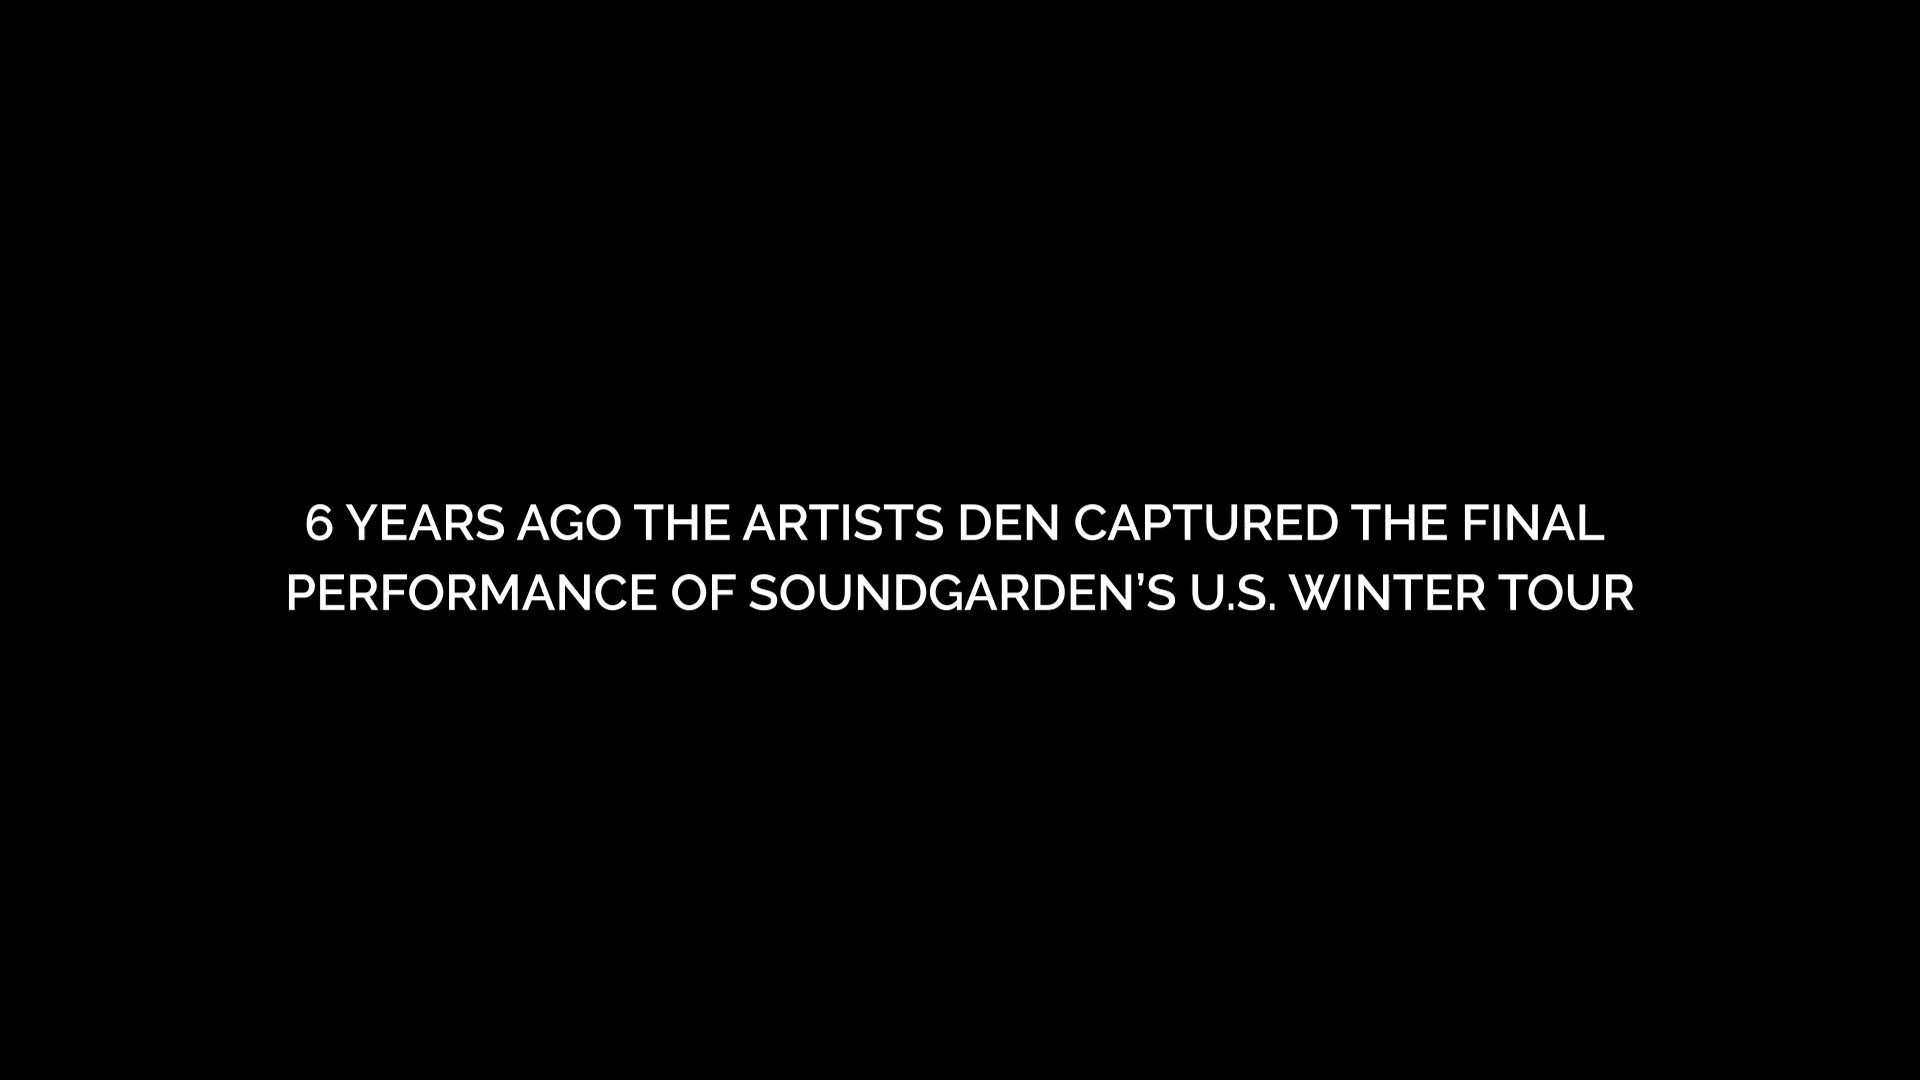 6 YEARS AGO THE ARTISTS DEN CAPTURED THE FINAL
PERFORMANCE OF SOUNDGARDEN’S U.S. WINTER TOUR